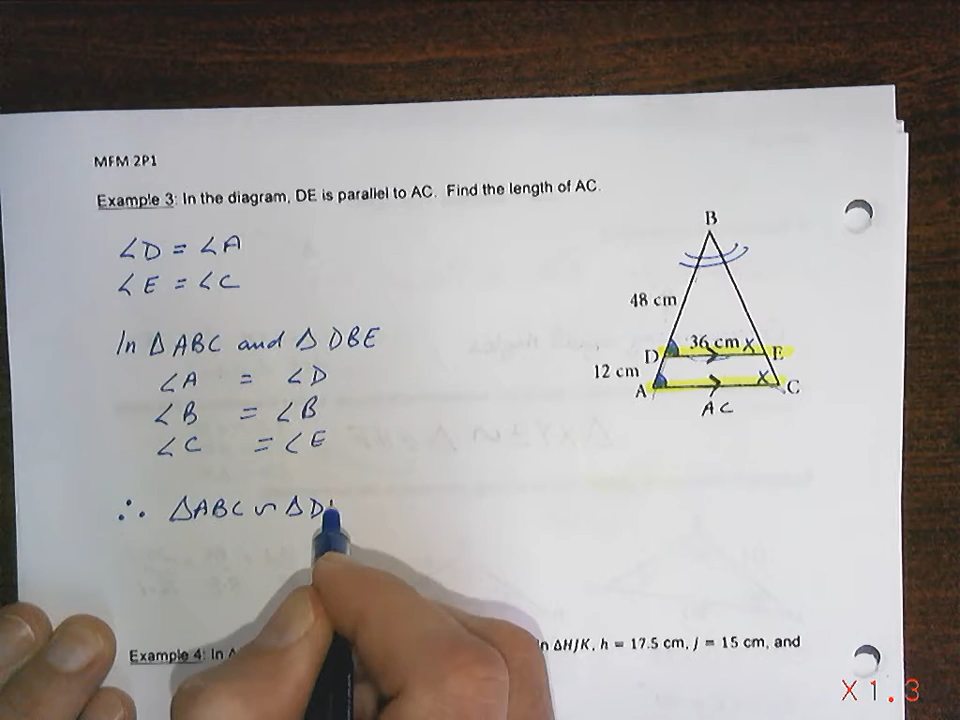 MFM 2P1
Example 3: In the diagram, DE is parallel to AC. Find the length of AC.
∠D = ∠A
∠E = ∠C
In △ABC and △DBE
∠A = ∠D
∠B = ∠B
∠C = ∠E
∴ △ABC ∼ △D
B
48 cm
36 cm X
D
E
12 cm
X
A
C
AC
Example 4: In
In ΔHJK, h = 17.5 cm, j = 15 cm, and
X1.3